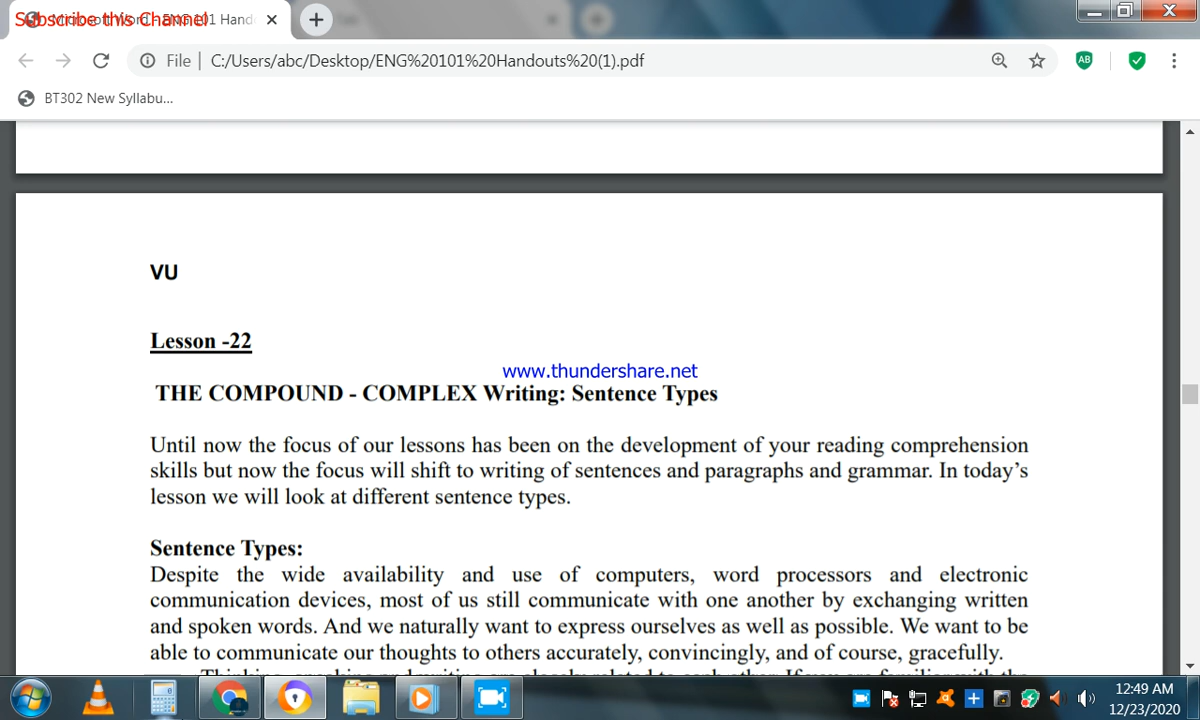 Subscribe this Channel
Microsoft Word - ENG 101 Hand
File | C:/Users/abc/Desktop/ENG%20101%20Handouts%20(1).pdf
AB
BT302 New Syllabu...
VU
Lesson -22
www.thundershare.net
THE COMPOUND - COMPLEX Writing: Sentence Types
Until now the focus of our lessons has been on the development of your reading comprehension
skills but now the focus will shift to writing of sentences and paragraphs and grammar. In today's
lesson we will look at different sentence types.
Sentence Types:
Despite the wide availability and use of computers, word processors and electronic
communication devices, most of us still communicate with one another by exchanging written
and spoken words. And we naturally want to express ourselves as well as possible. We want to be
able to communicate our thoughts to others accurately, convincingly, and of course, gracefully.
12:49 AM
12/23/2020